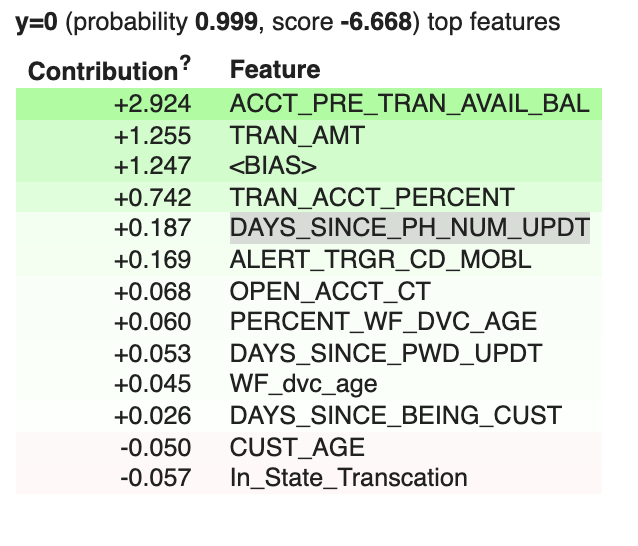 y=0 (probability 0.999, score -6.668) top features
Contribution? Feature
+2.924 ACCT_PRE_TRAN_AVAIL_BAL
+1.255 TRAN_AMT
+1.247 <BIAS>
+0.742 TRAN_ACCT_PERCENT
+0.187 DAYS_SINCE_PH_NUM_UPDT
+0.169 ALERT_TRGR_CD_MOBL
+0.068 OPEN_ACCT_CT
+0.060 PERCENT_WF_DVC_AGE
+0.053 DAYS_SINCE_PWD_UPDT
+0.045 WF_dvc_age
+0.026 DAYS_SINCE_BEING_CUST
-0.050 CUST_AGE
-0.057 In_State_Transcation